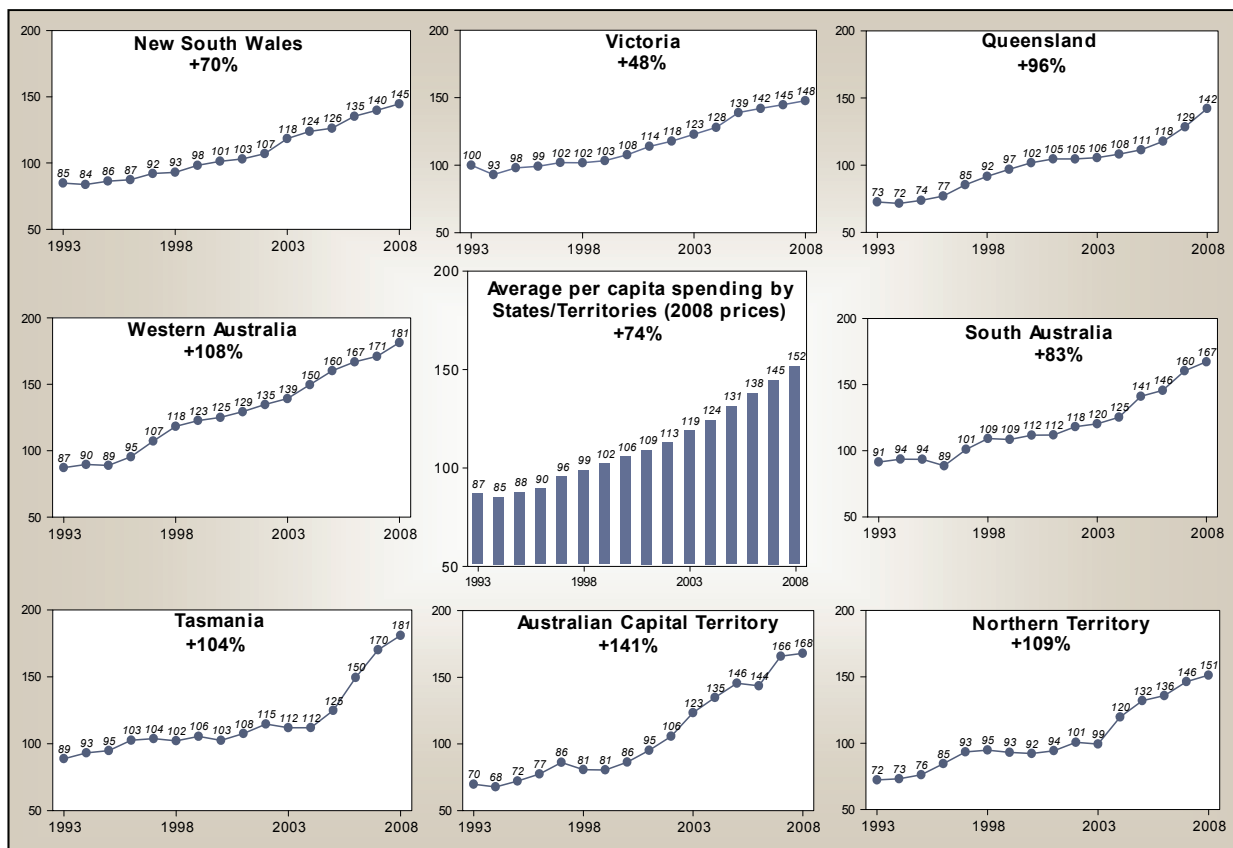 New South Wales
+70%
200
150
100
50
85 84 86 87 92 93 98 101 103 107 118 124 126 135 140 145
1993 1998 2003 2008
Victoria
+48%
200
150
100
50
100 93 98 99 102 102 103 108 114 118 123 128 139 142 145 148
1993 1998 2003 2008
Queensland
+96%
200
150
100
50
73 72 74 77 85 92 97 102 105 105 106 108 111 118 129 142
1993 1998 2003 2008
Western Australia
+108%
200
150
100
50
87 90 89 95 107 118 123 125 129 135 139 150 160 167 171 181
1993 1998 2003 2008
Average per capita spending by
States/Territories (2008 prices)
+74%
200
150
100
50
87 85 88 90 96 99 102 106 109 113 119 124 131 138 145 152
1993 1998 2003 2008
South Australia
+83%
200
150
100
50
91 94 94 89 101 109 109 112 112 118 120 125 141 146 160 167
1993 1998 2003 2008
Tasmania
+104%
200
150
100
50
89 93 95 103 104 102 106 103 108 115 112 112 125 150 170 181
1993 1998 2003 2008
Australian Capital Territory
+141%
200
150
100
50
70 68 72 77 86 81 81 86 95 106 123 135 146 144 166 168
1993 1998 2003 2008
Northern Territory
+109%
200
150
100
50
72 73 76 85 93 95 93 92 94 101 99 120 132 136 146 151
1993 1998 2003 2008